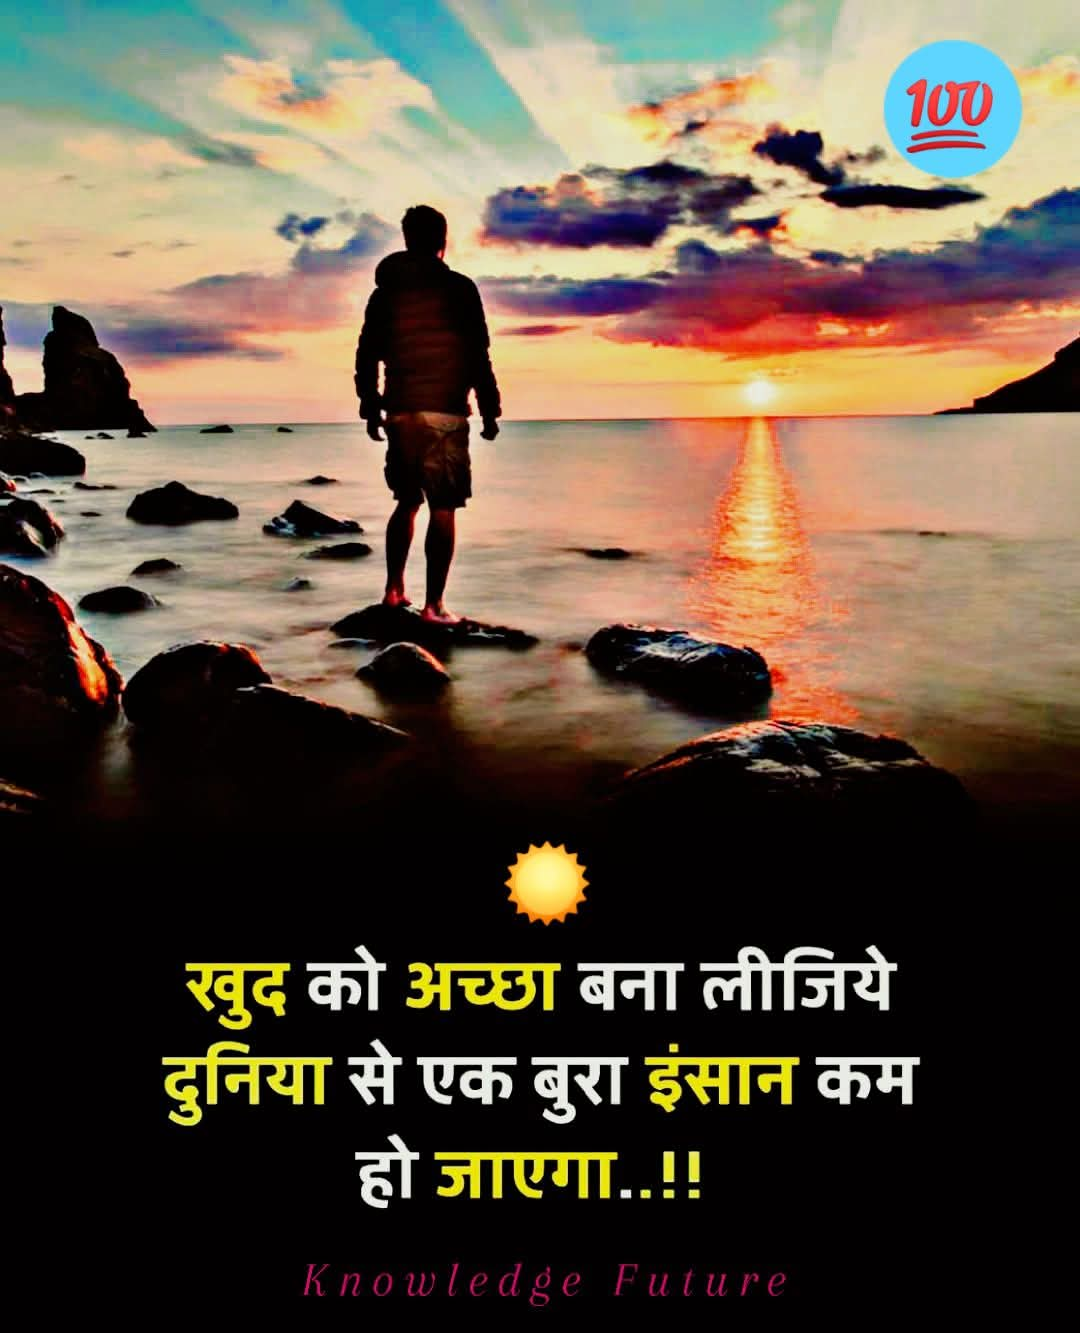 100
खुद को अच्छा बना लीजिये
दुनिया से एक बुरा इंसान कम
हो जाएगा..!!
Knowledge Future